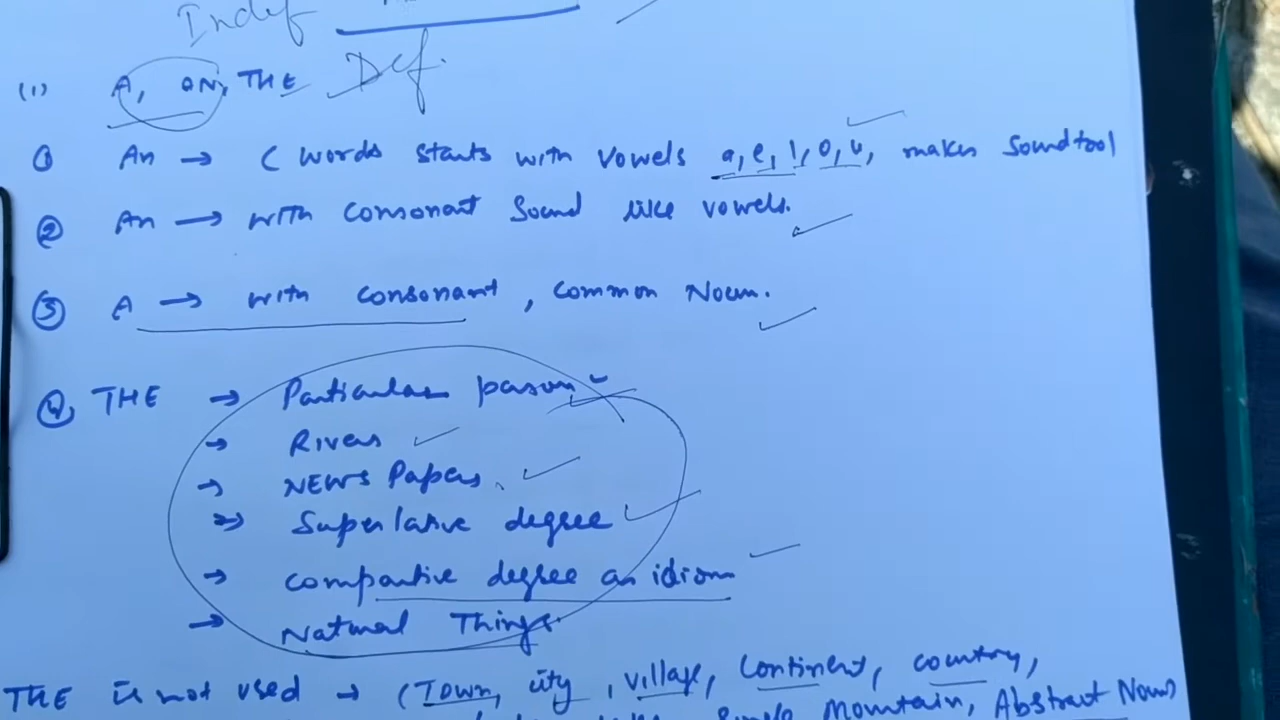 Indef
(1) A, AN, THE Def.
① An → ( words starts with vowels a, e, i, o, u, makes sound too)
② An → with consonant sound like vowels.
③ A → with consonant, common Noun.
④ THE → Particular person
→ Rivers
→ NEWS Papers.
→ Superlative degree
→ comparative degree an idiom
→ Natural Things.
THE is not used → (Town, city, village, continent, country,
Mountain, Abstract Noun)